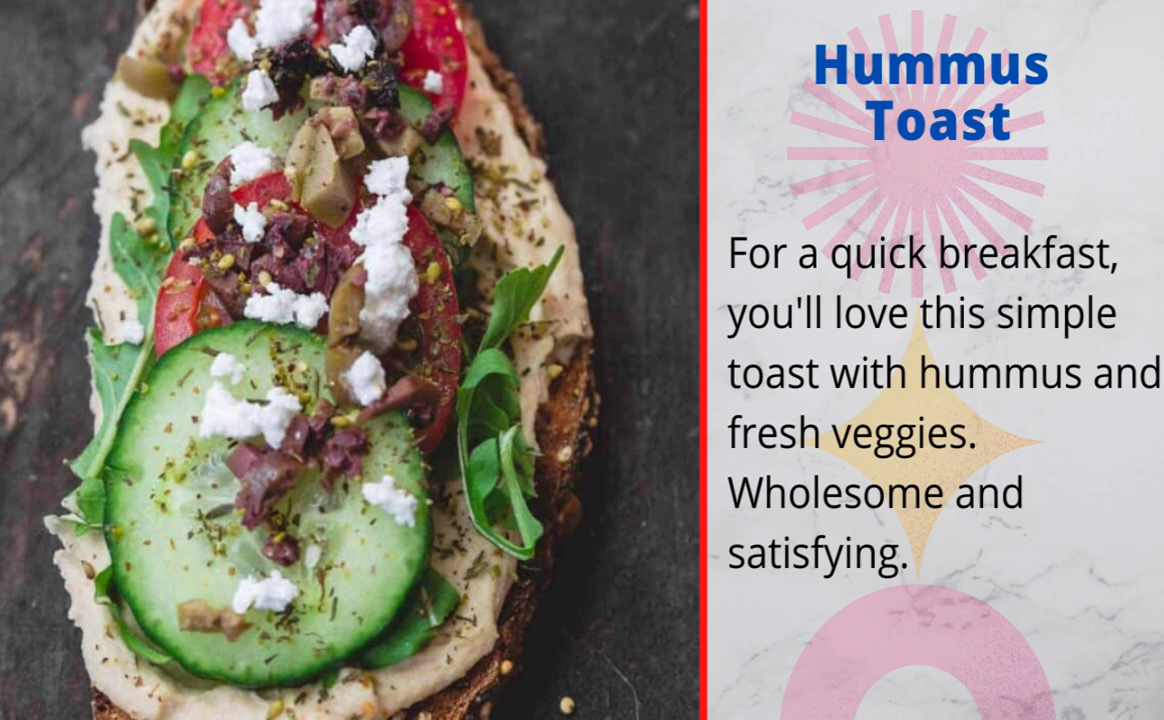 Hummus
Toast
For a quick breakfast,
you'll love this simple
toast with hummus and
fresh veggies.
Wholesome and
satisfying.